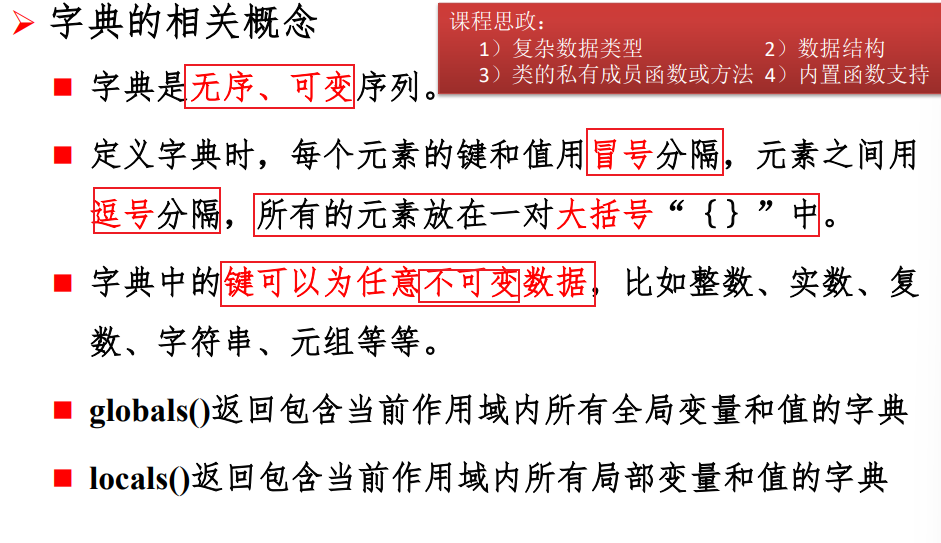 字典的相关概念
课程思政：
1）复杂数据类型 2）数据结构
3）类的私有成员函数或方法 4）内置函数支持
字典是无序、可变序列。
定义字典时，每个元素的键和值用冒号分隔，元素之间用
逗号分隔，所有的元素放在一对大括号“｛｝”中。
字典中的键可以为任意不可变数据，比如整数、实数、复
数、字符串、元组等等。
globals()返回包含当前作用域内所有全局变量和值的字典
locals()返回包含当前作用域内所有局部变量和值的字典